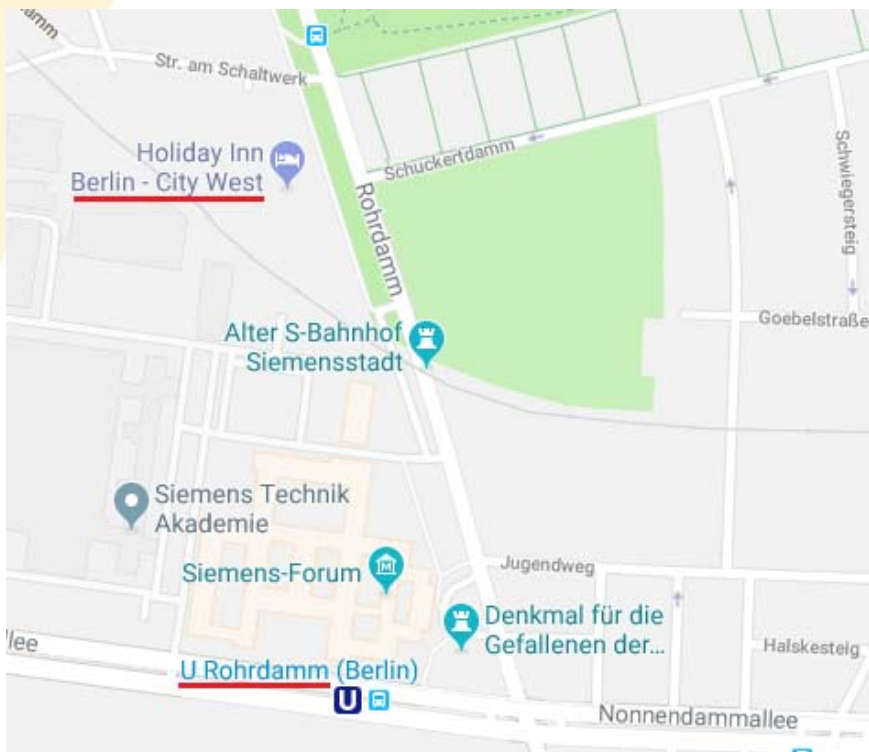 damm
Str. am Schaltwerk
Holiday Inn
Berlin - City West
Schuckertdamm
Schwiegersteig
Rohrdamm
Goebelstraße
Alter S-Bahnhof
Siemensstadt
Siemens Technik
Akademie
Jugendweg
Siemens-Forum
Denkmal für die
Gefallenen der...
Halskesteig
llee
U Rohrdamm (Berlin)
U
Nonnendammallee